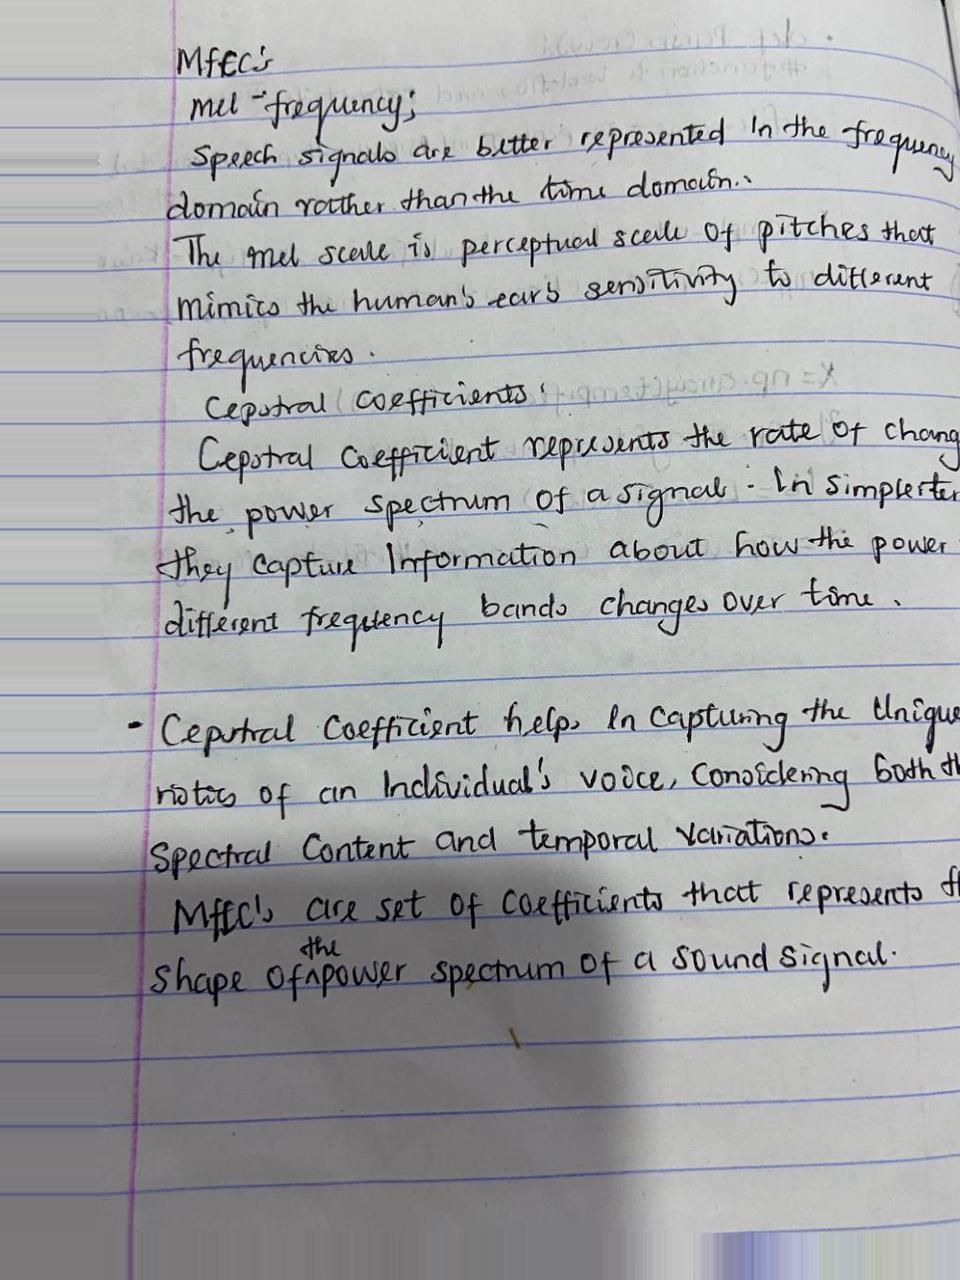 MfCC's
mel - frequency;
Speech signals are better represented In the frequency
domain rather than the time domain.
The mel scale is perceptual scale Of pitches that
mimics the human's ear's sensitivity to different
frequencies.
Cepstral Coefficients:
Cepstral Coefficient represents the rate of chang
the power spectrum of a signal. In simpler ter
they capture Information about how the power
different freqtency bands changes over time.
- Cepstral Coefficient helps In Capturing the Unique
ristics of an Individual's voice, Considering both th
Spectral Content and temporal Variations.
MfCC's are set of Coefficients that represents th
Shape Of the power spectrum of a sound signal.